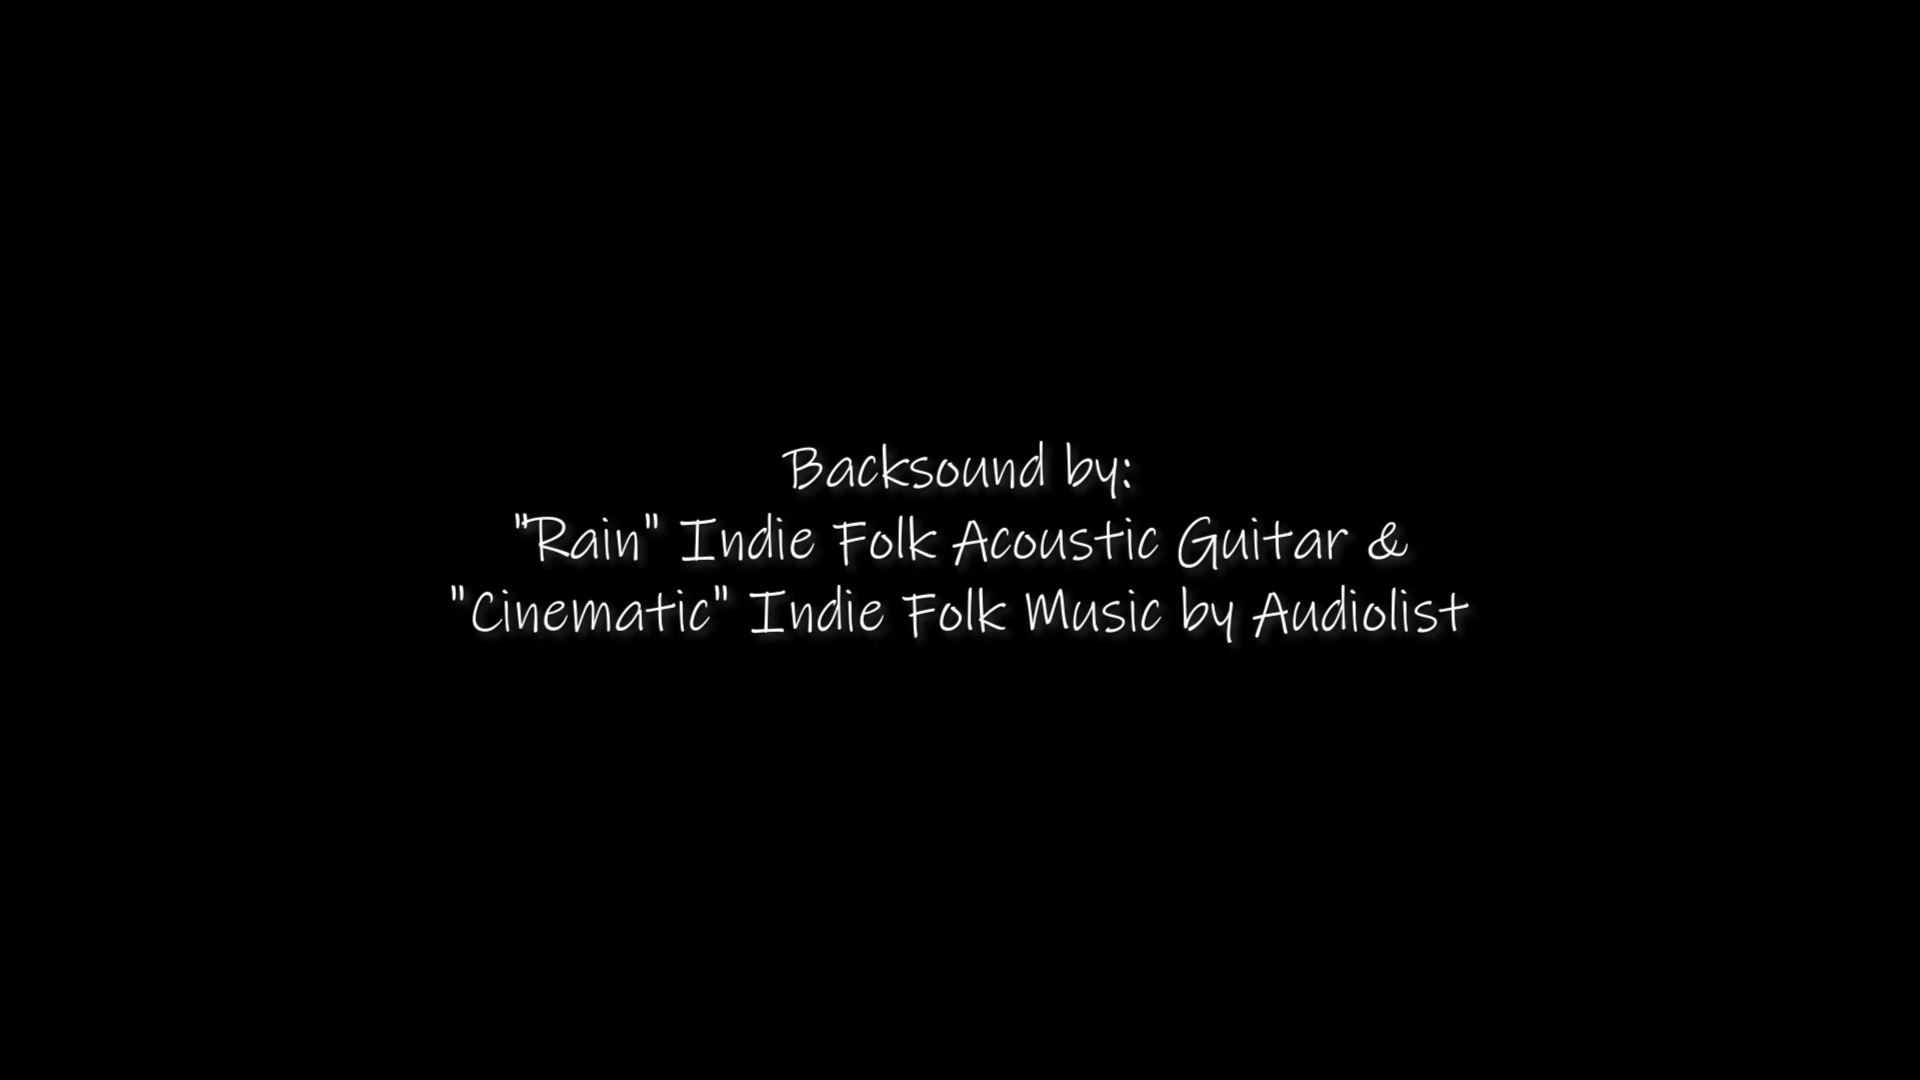 Backsound by:
"Rain" Indie Folk Acoustic Guitar &
"Cinematic" Indie Folk Music by Audiolist